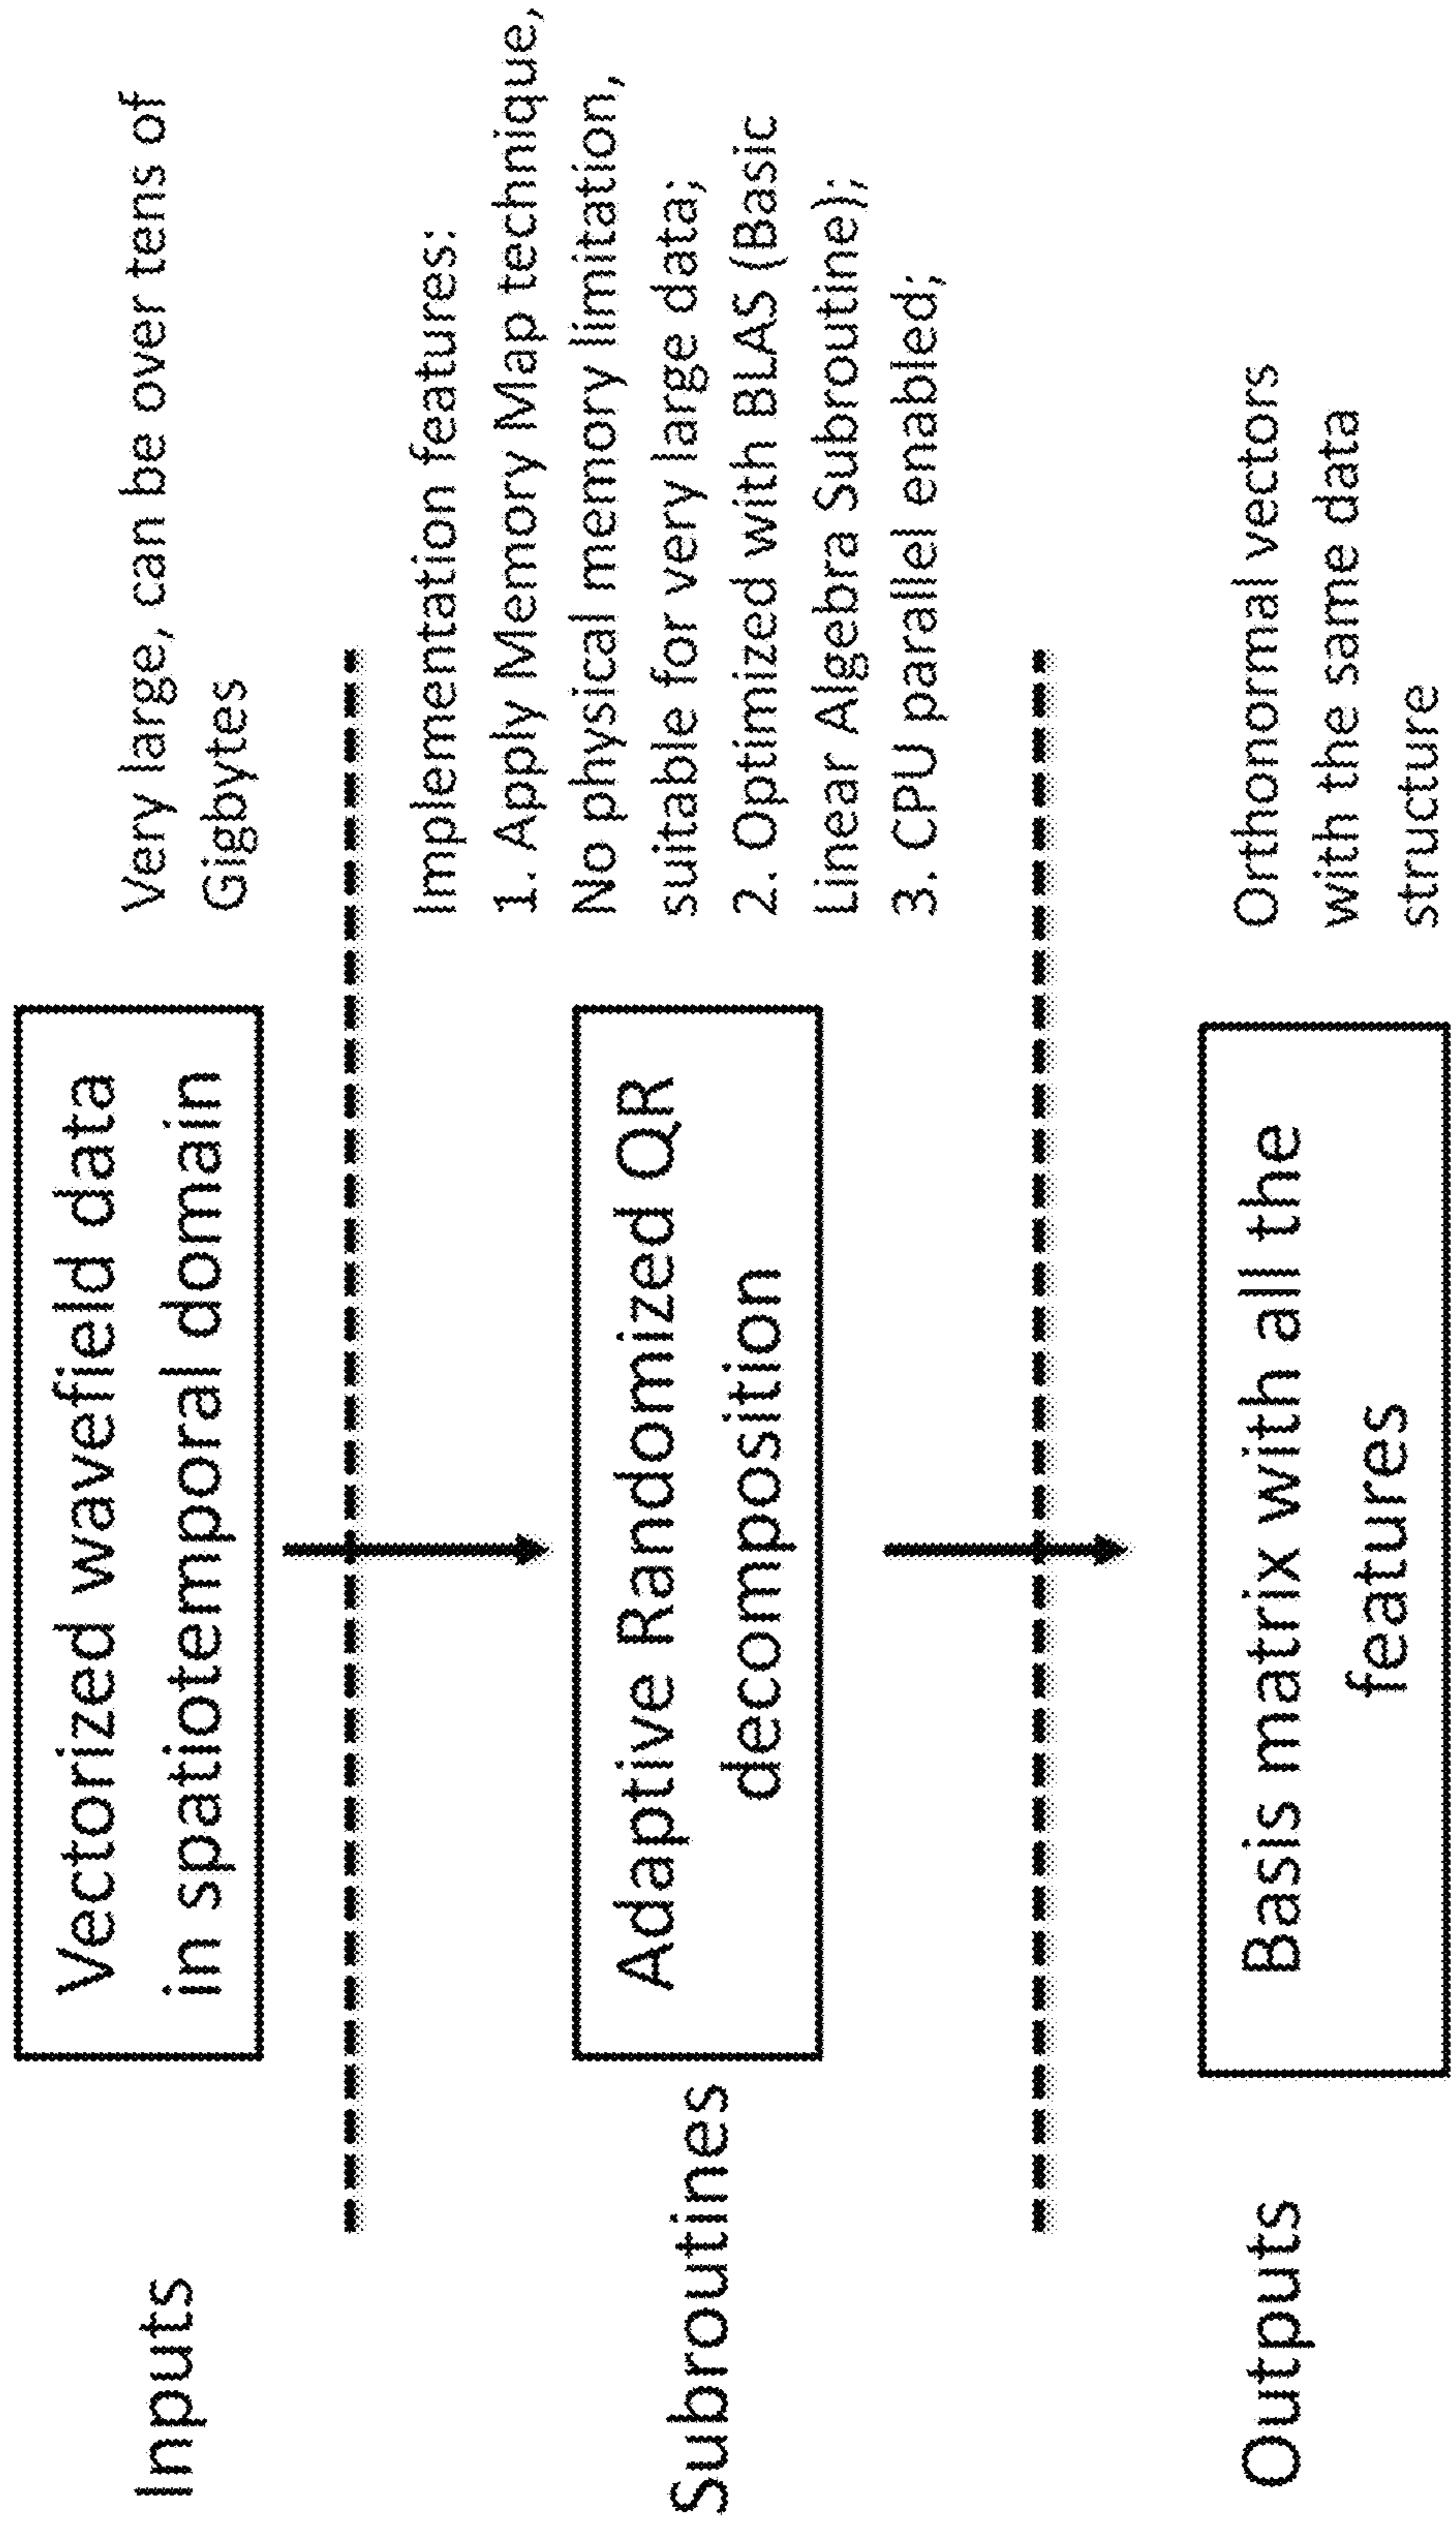 Inputs
Vectorized wavefield data
in spatiotemporal domain
Very large, can be over tens of
Gigbytes
Subroutines
Adaptive Randomized QR
decomposition
Implementation features:
1. Apply Memory Map technique,
No physical memory limitation,
suitable for very large data;
2. Optimized with BLAS (Basic
Linear Algebra Subroutine);
3. CPU parallel enabled;
Outputs
Basis matrix with all the
features
Orthonormal vectors
with the same data
structure